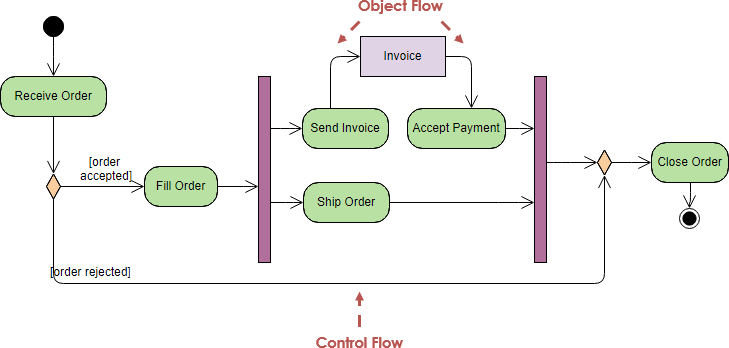 Object Flow
Invoice
Receive Order
Send Invoice
Accept Payment
[order
accepted]
Fill Order
Close Order
Ship Order
[order rejected]
Control Flow